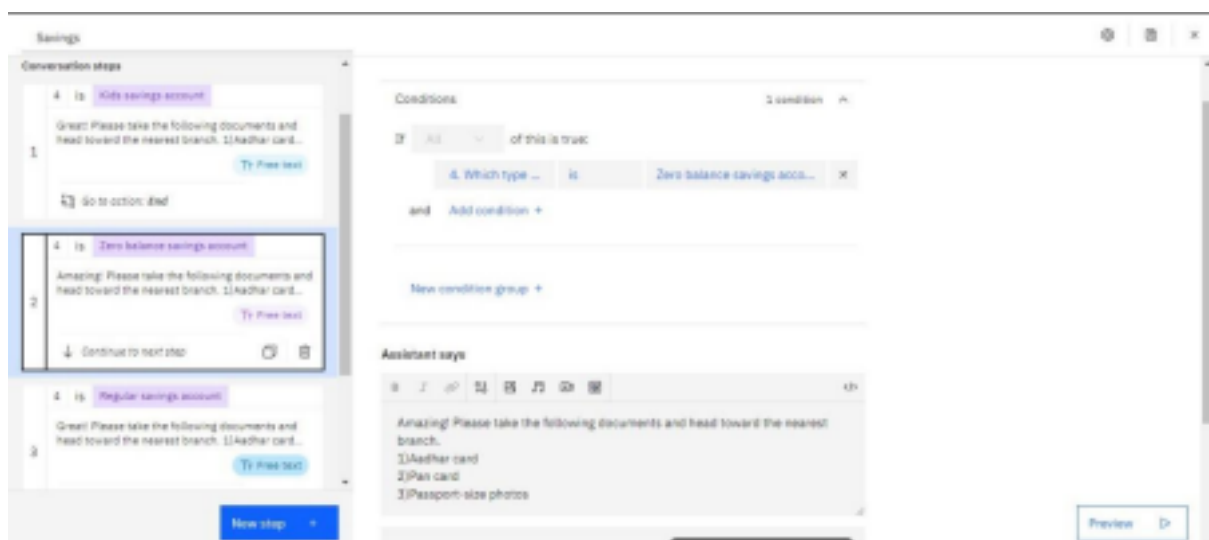 Savings
Conversation steps
4 is Kids savings account
Great! Please take the following documents and
head toward the nearest branch. 1)Aadhar card...
1
Free text
Go to action: End
4 is Zero balance savings account
Amazing! Please take the following documents and
head toward the nearest branch. 1)Aadhar card...
2
Free text
Continue to next step
4 is Regular savings account
Great! Please take the following documents and
head toward the nearest branch. 1)Aadhar card...
3
Free text
New step +
Conditions
1 condition
If All of this is true:
4. Which type ... is Zero balance savings acco...
and Add condition +
New condition group +
Assistant says
B I
Amazing! Please take the following documents and head toward the nearest
branch.
1)Aadhar card
2)Pan card
3)Passport-size photos
Preview